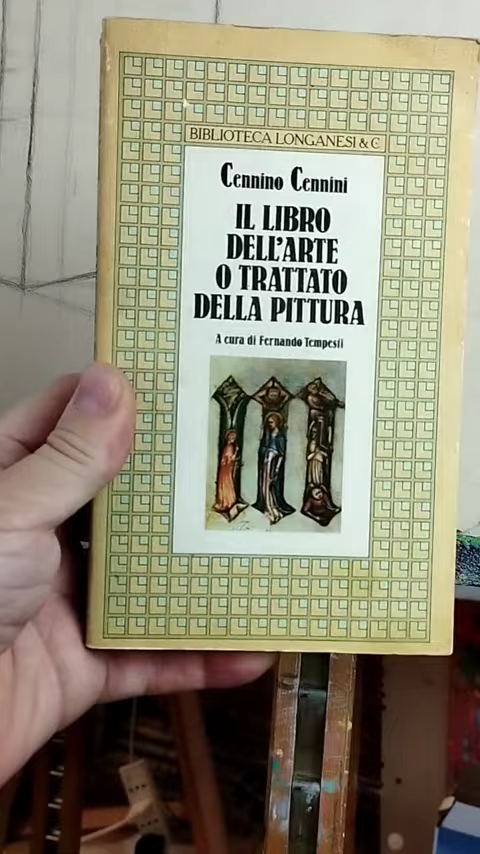 BIBLIOTECA LONGANESI & C.
Cennino Cennini
IL LIBRO
DELL'ARTE
O TRATTATO
DELLA PITTURA
A cura di Fernando Tempesti